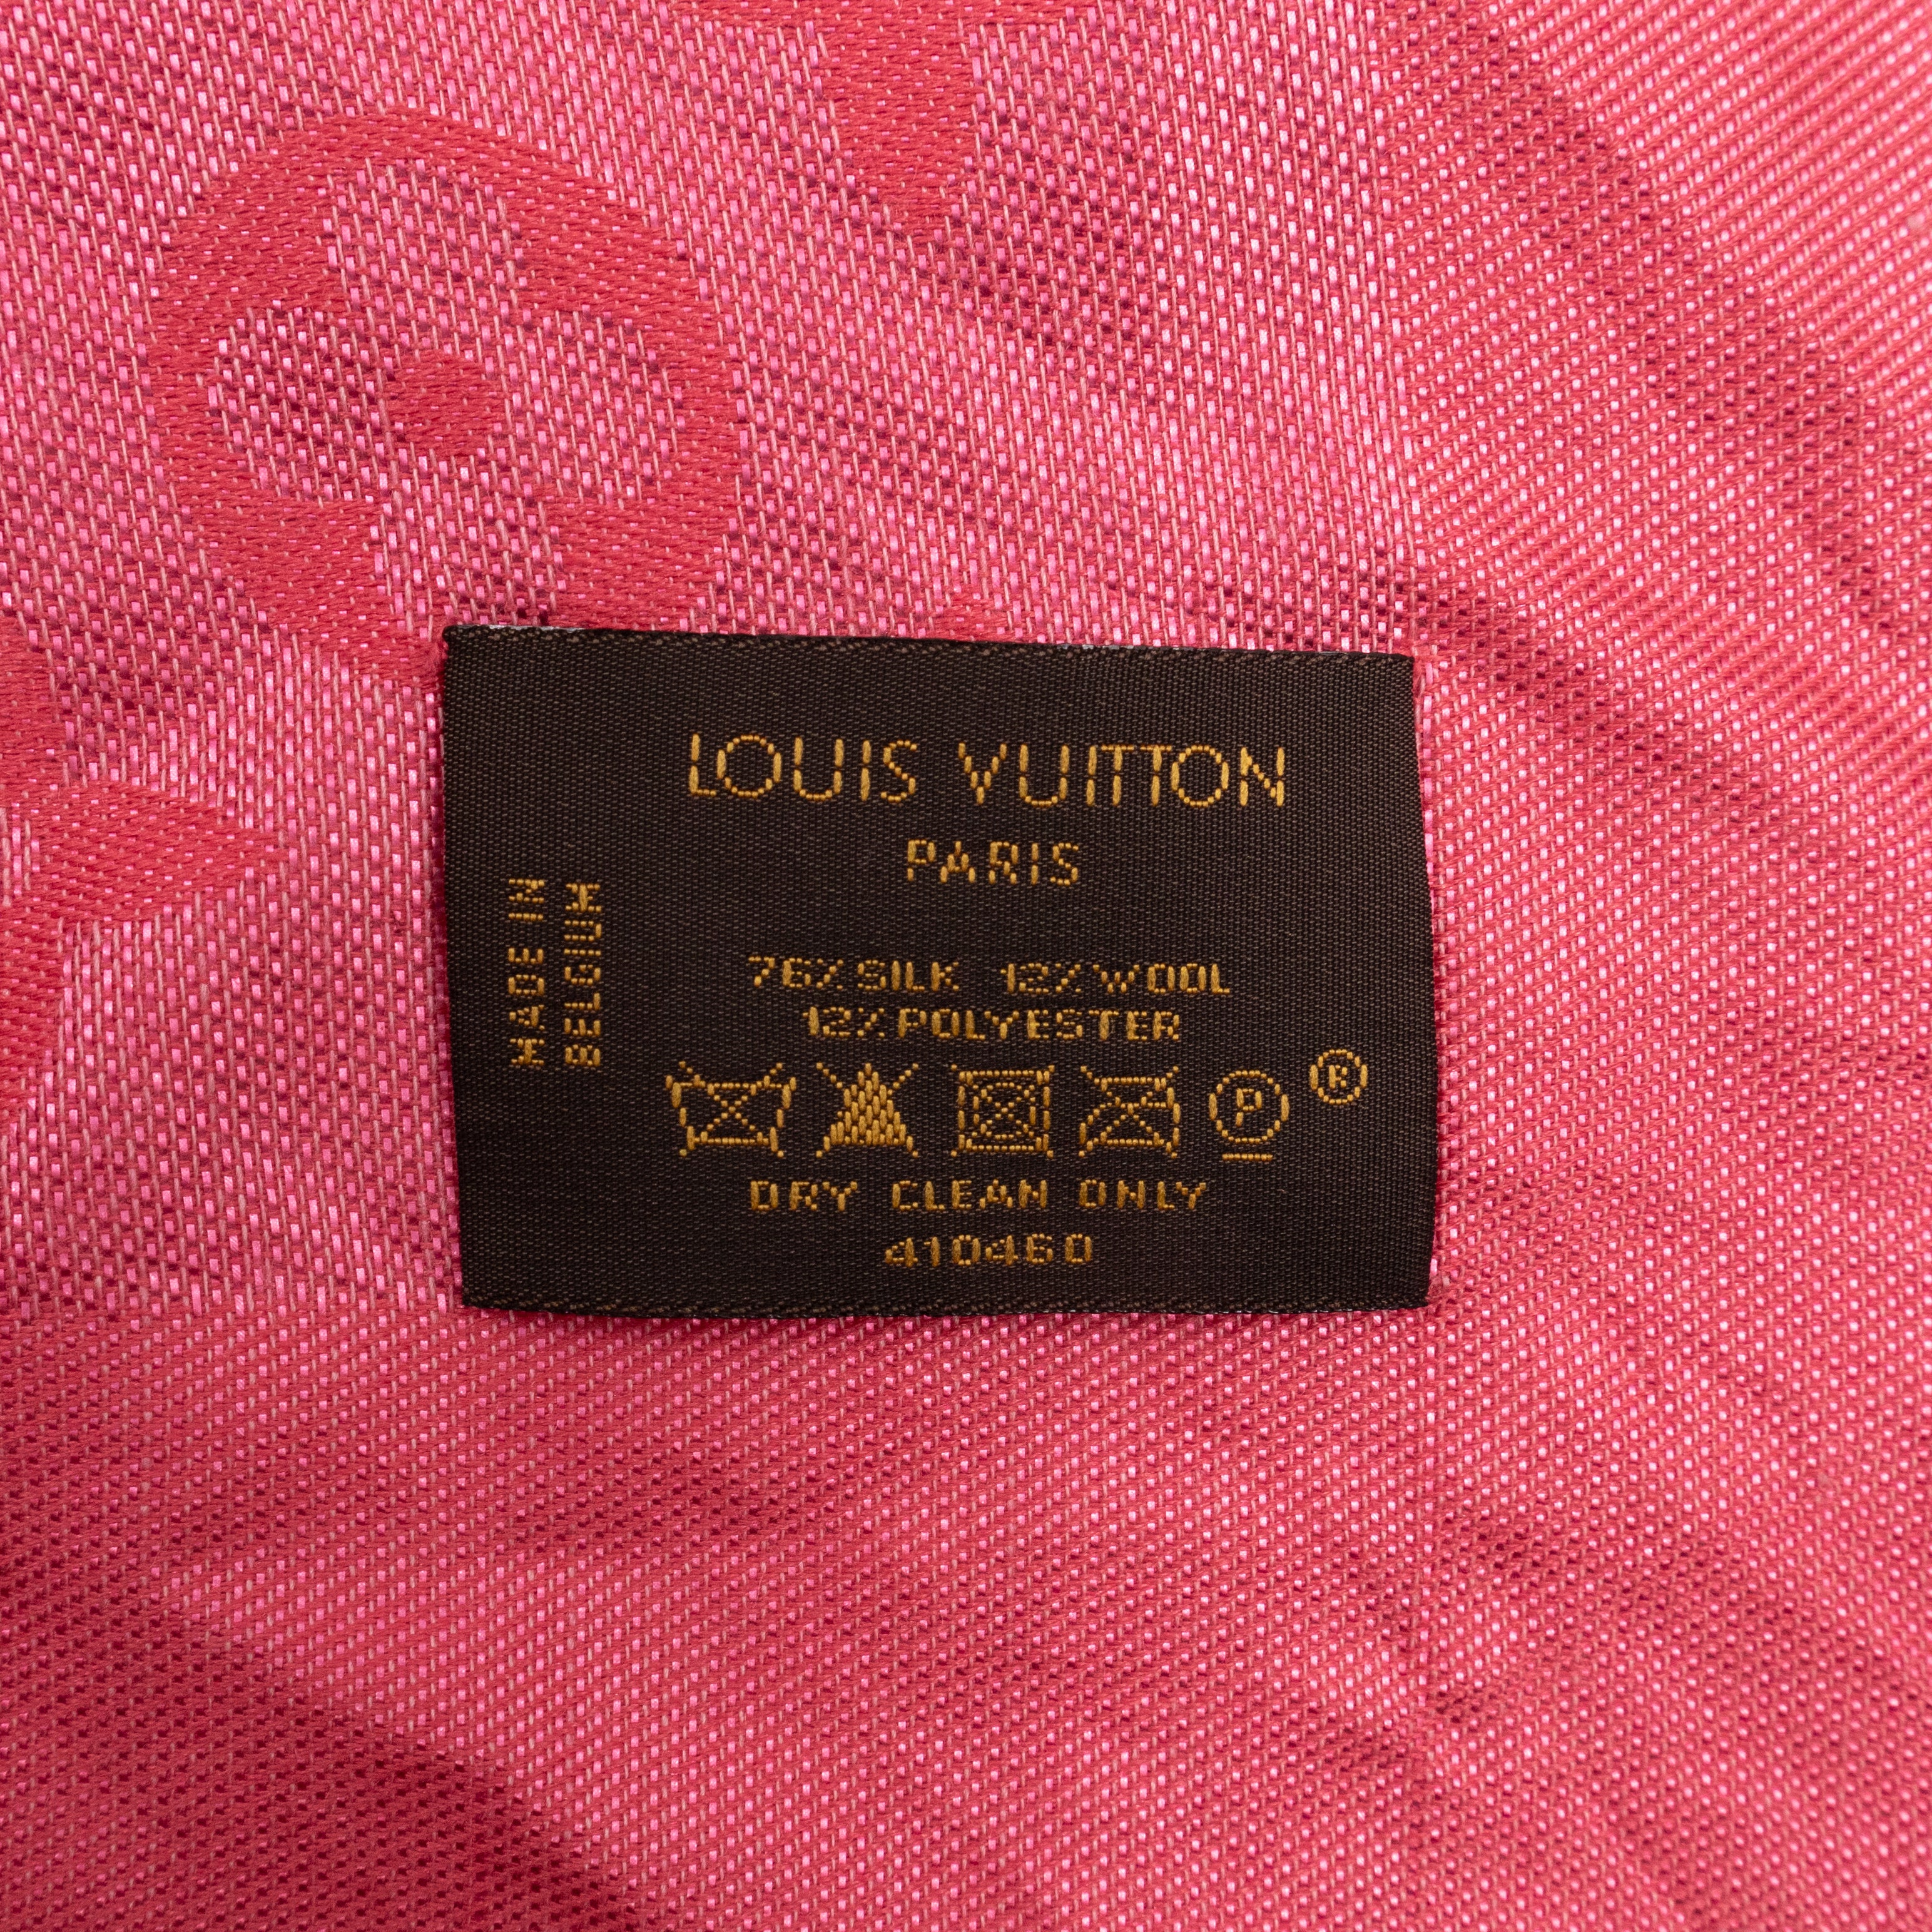 LOUIS VUITTON
PARIS
MADE IN
BELGIUM
76% SILK 12% WOOL
12% POLYESTER
P
®
DRY CLEAN ONLY
410460